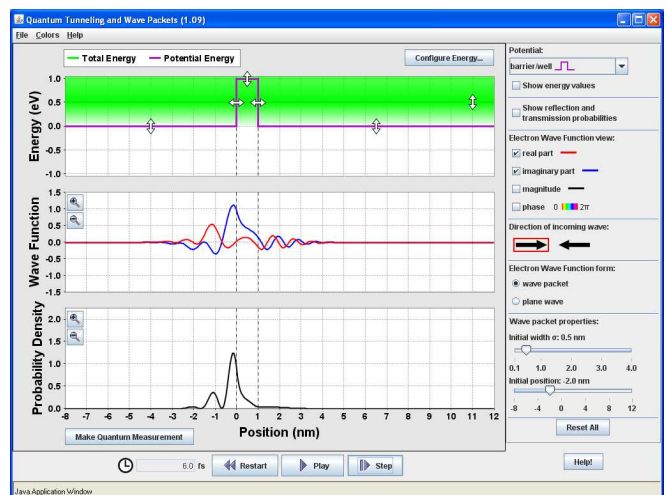 Quantum Tunneling and Wave Packets (1.09)
File Colors Help
Total Energy Potential Energy
Configure Energy...
Energy (eV)
1.0
0.5
0.0
-0.5
-1.0
Wave Function
1.5
1.0
0.5
0.0
-0.5
-1.0
-1.5
Probability Density
2.0
1.5
1.0
0.5
0.0
-8 -7 -6 -5 -4 -3 -2 -1 0 1 2 3 4 5 6 7 8 9 10 11 12
Position (nm)
Make Quantum Measurement
6.0 fs
Restart
Play
Step
Potential:
barrier/well
Show energy values
Show reflection and
transmission probabilities
Electron Wave Function view:
real part
imaginary part
magnitude
phase 0 2π
Direction of incoming wave:
Electron Wave Function form:
wave packet
plane wave
Wave packet properties:
Initial width σ: 0.5 nm
0.1 1.0 2.0 3.0 4.0
Initial position: -2.0 nm
-8 -4 0 4 8 12
Reset All
Help!
Java Application Window